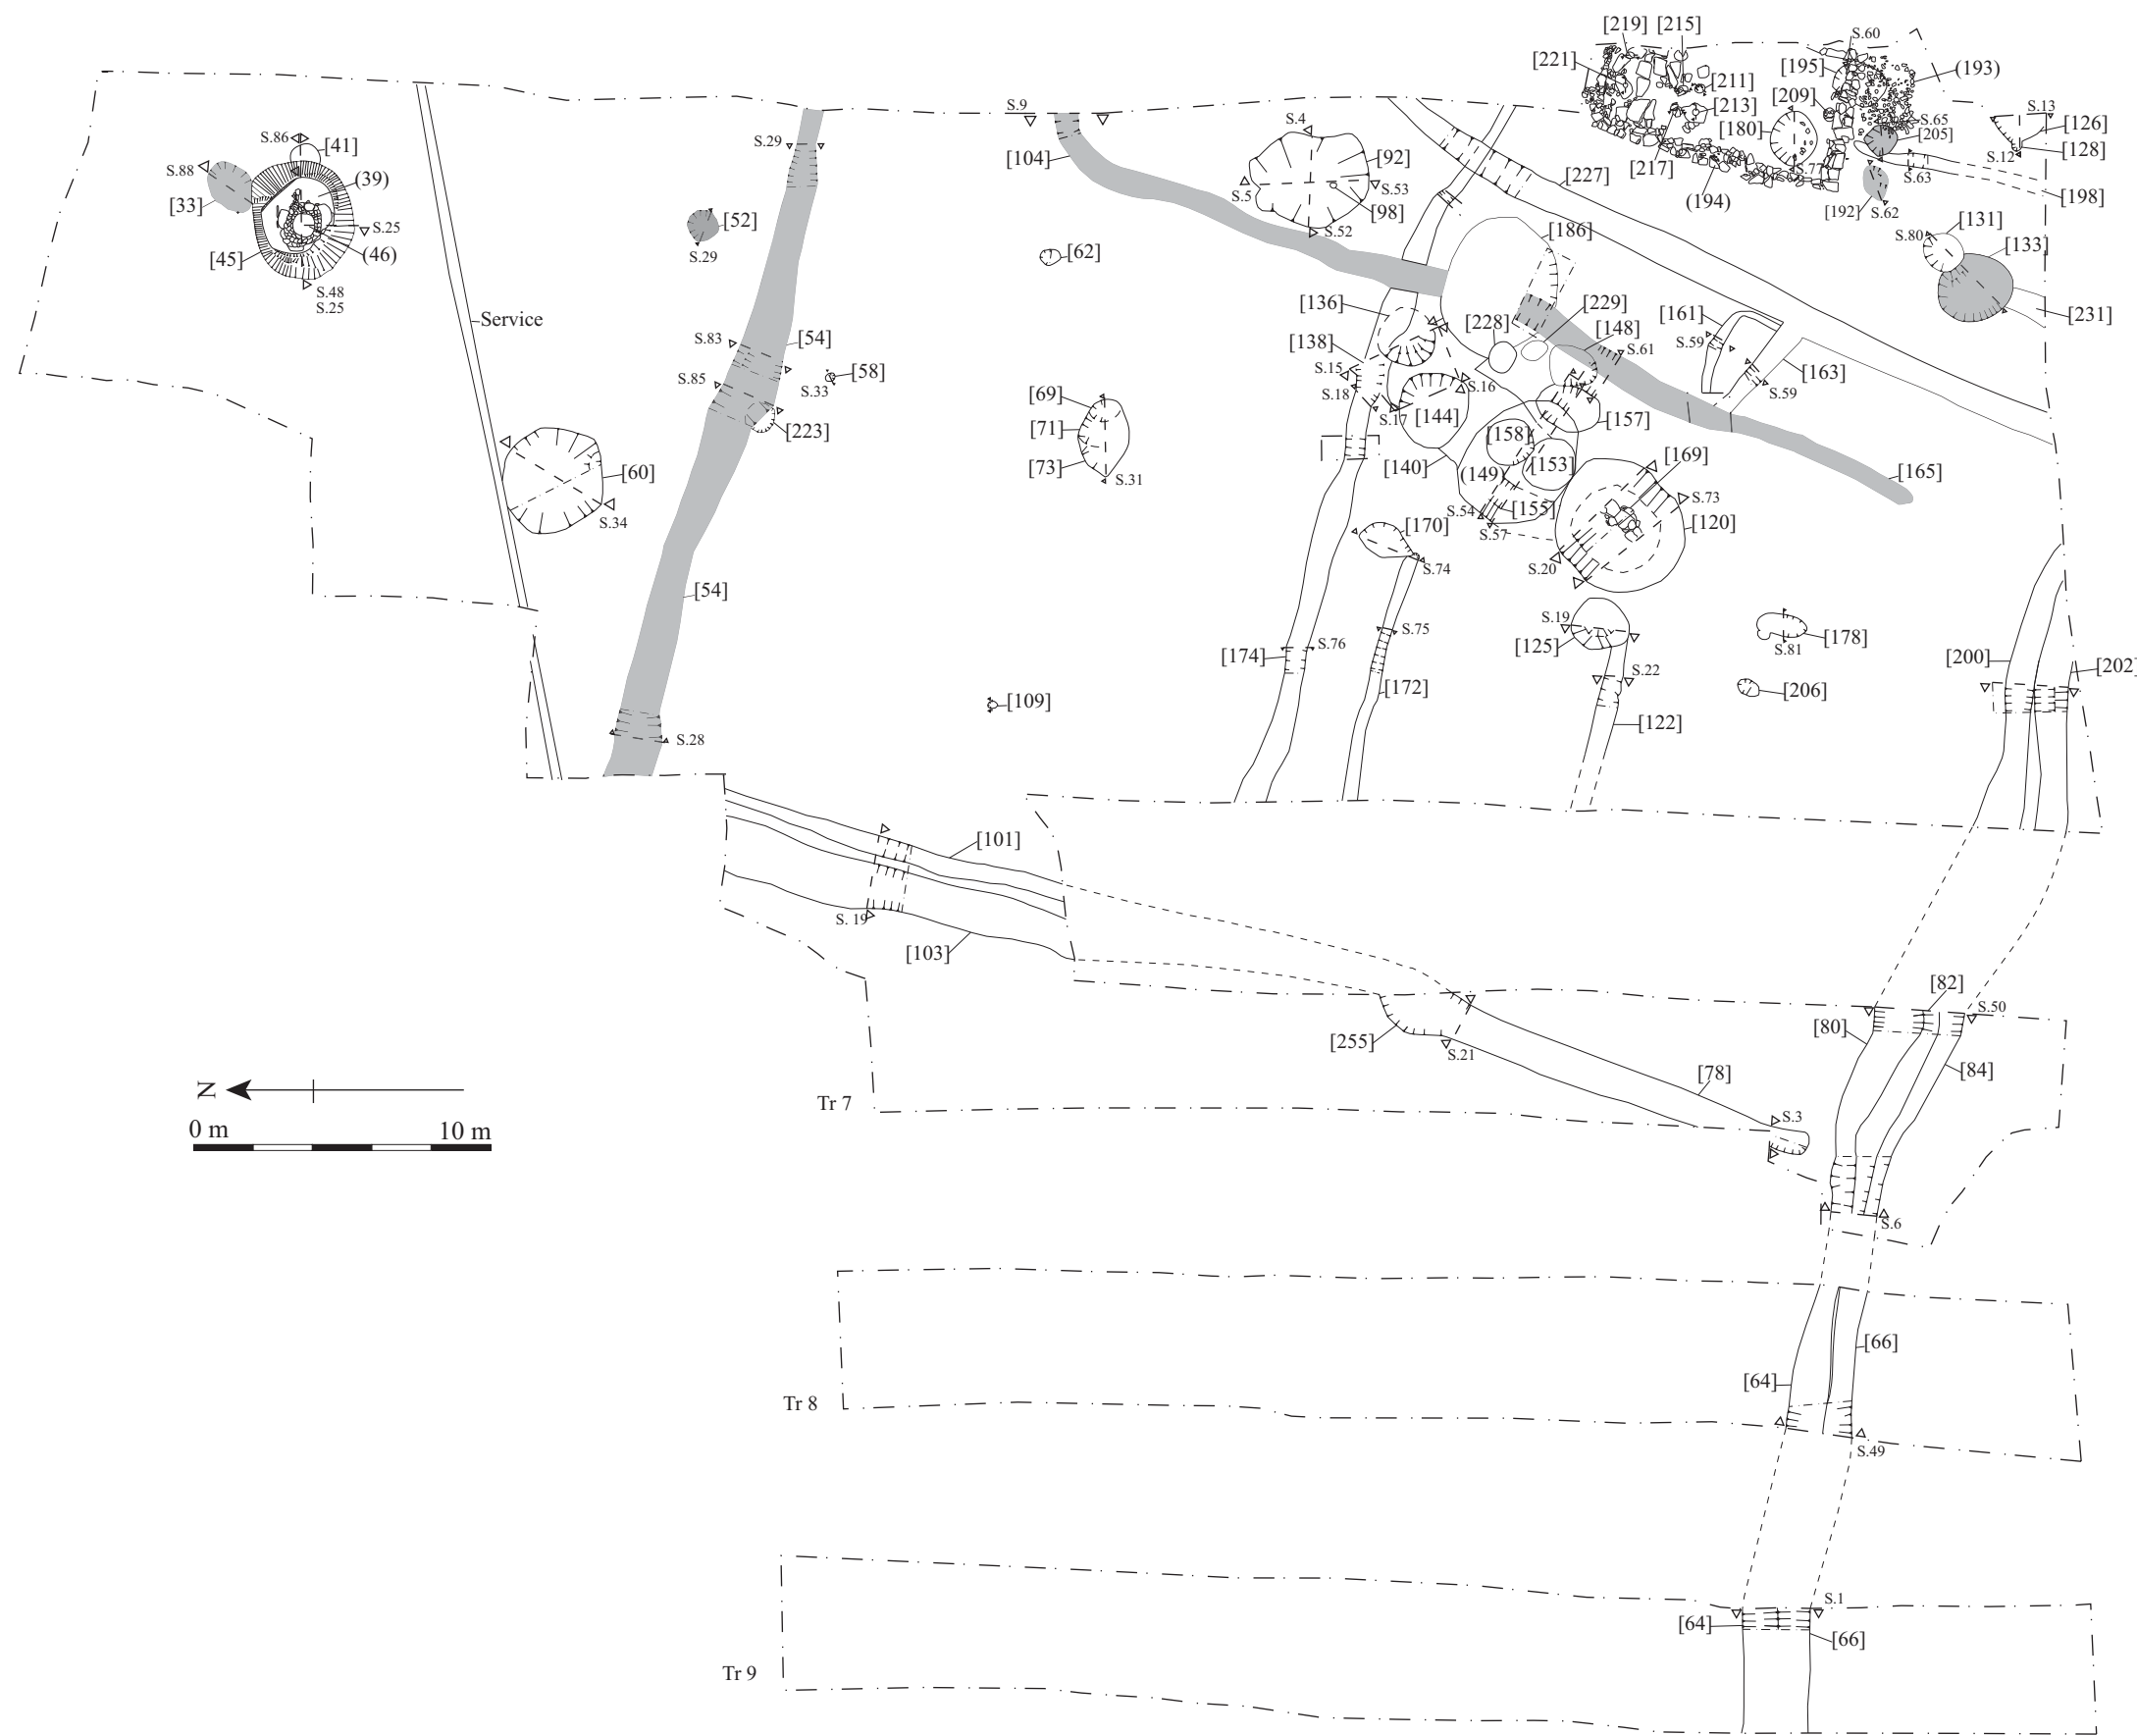 [219] [215]
S.60
[221]
[195]
(193)
[211]
[209]
[213]
S.9
S.4
S.13
[126]
S.65
[205]
[180]
S.86
[41]
S.29
[104]
[92]
S.12
[128]
S.88
(39)
[217]
S.77
S.63
[227]
S.5
S.53
[198]
[33]
[98]
(194)
[192]
S.62
[52]
[131]
S.25
S.52
[186]
S.80
[133]
[45]
(46)
S.29
[62]
S.48
S.25
[136]
[229]
[161]
[231]
Service
[228]
[148]
S.83
[54]
[138]
S.61
S.59
S.15
S.85
[58]
S.16
[163]
S.33
S.18
S.59
[69]
S.17
[144]
[71]
[223]
[158]
[157]
[73]
[140]
(149)
[153]
[169]
[60]
S.31
[165]
S.73
S.54
[155]
S.34
[170]
S.57
[120]
S.74
S.20
[54]
S.19
S.75
[125]
[178]
S.76
S.81
[174]
[200]
[202]
S.22
[172]
[206]
[109]
[122]
S.28
[101]
S. 19
[103]
[82]
S.50
[80]
[255]
S.21
[84]
[78]
N
Tr 7
S.3
0 m 10 m
S.6
[66]
[64]
Tr 8
S.49
S.1
[64]
[66]
Tr 9